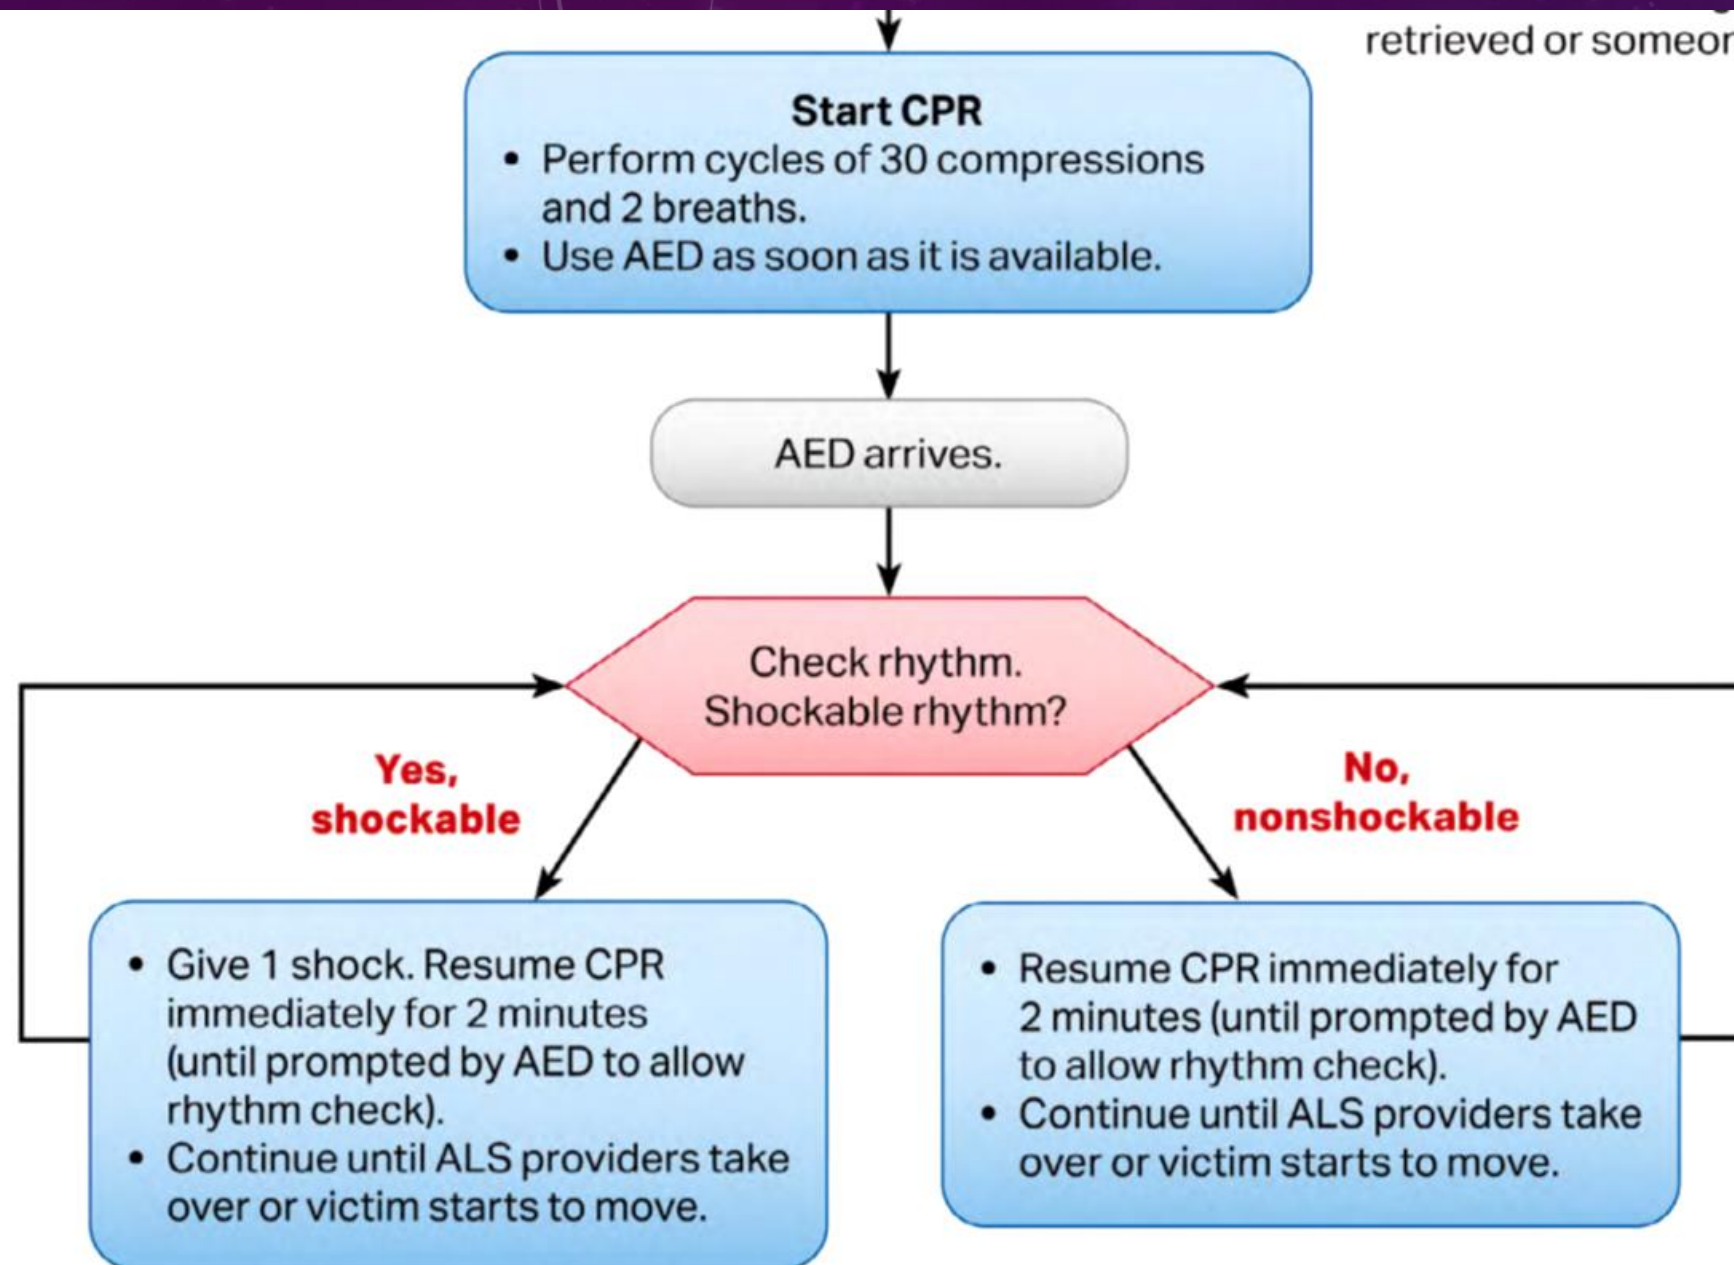 retrieved or
Start CPR
• Perform cycles of 30 compressions
and 2 breaths.
• Use AED as soon as it is available.
AED arrives.
Check rhythm.
Shockable rhythm?
Yes,
shockable
No,
nonshockable
• Give 1 shock. Resume CPR
immediately for 2 minutes
(until prompted by AED to allow
rhythm check).
• Continue until ALS providers take
over or victim starts to move.
• Resume CPR immediately for
2 minutes (until prompted by AED
to allow rhythm check).
• Continue until ALS providers take
over or victim starts to move.